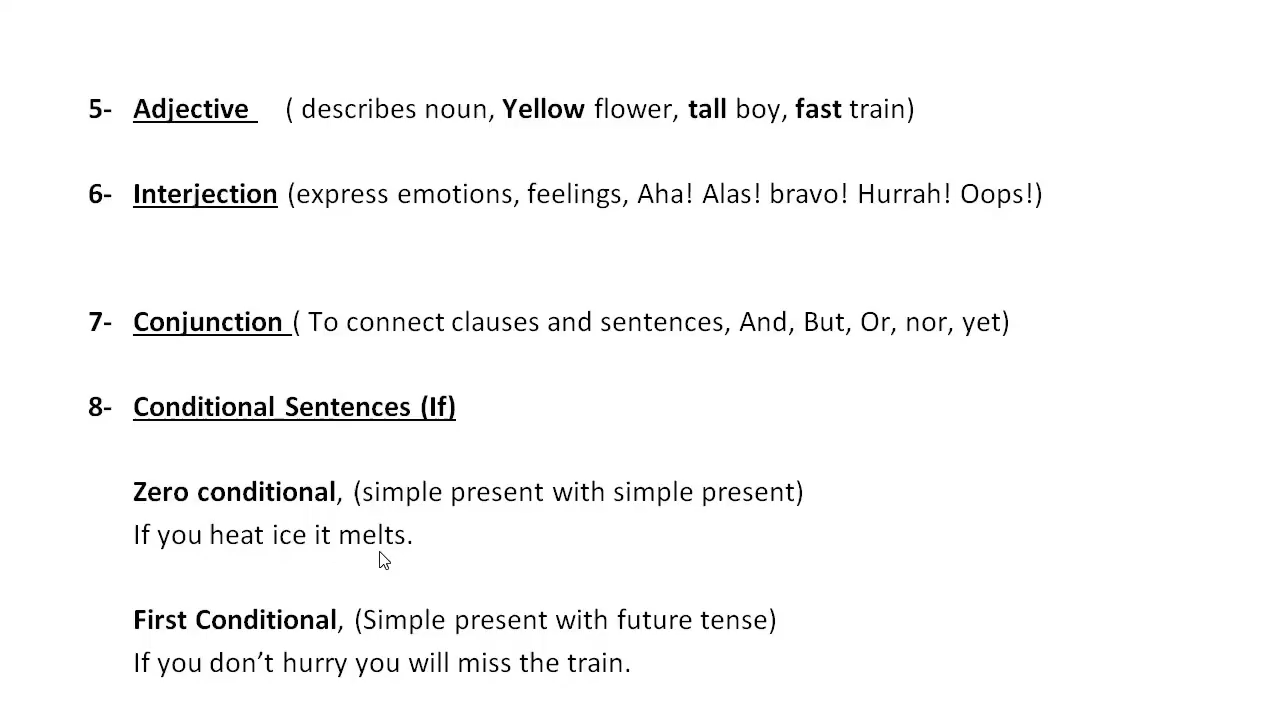 5- Adjective ( describes noun, Yellow flower, tall boy, fast train)
6- Interjection (express emotions, feelings, Aha! Alas! bravo! Hurrah! Oops!)
7- Conjunction ( To connect clauses and sentences, And, But, Or, nor, yet)
8- Conditional Sentences (If)
Zero conditional, (simple present with simple present)
If you heat ice it melts.
First Conditional, (Simple present with future tense)
If you don’t hurry you will miss the train.